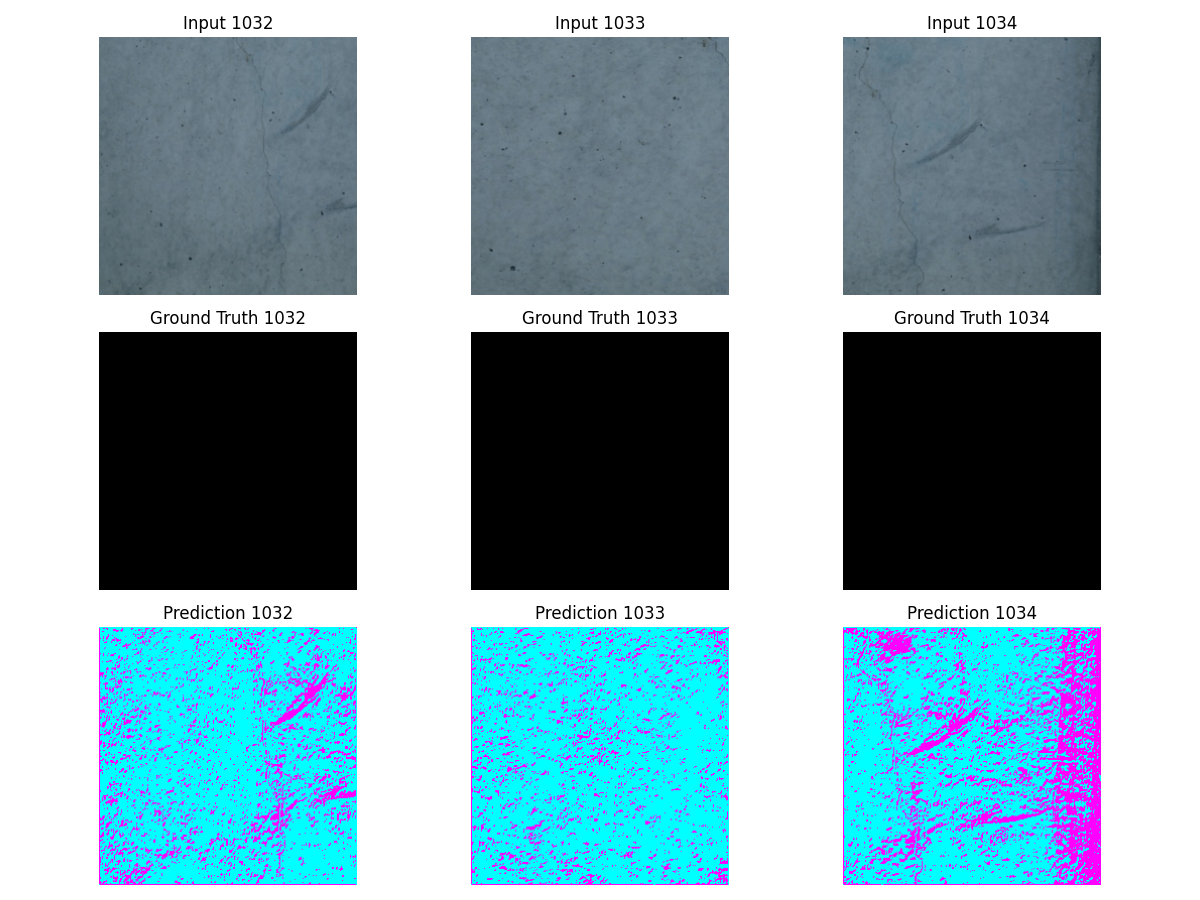 Input 1032
Input 1033
Input 1034
Ground Truth 1032
Ground Truth 1033
Ground Truth 1034
Prediction 1032
Prediction 1033
Prediction 1034